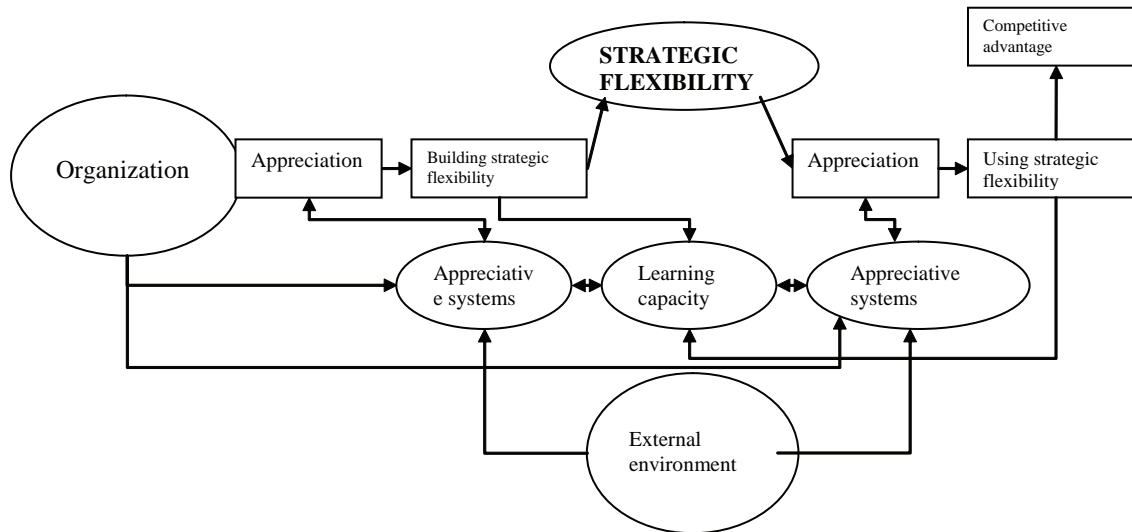 Competitive
advantage
STRATEGIC
FLEXIBILITY
Organization
Appreciation
Building strategic
flexibility
Appreciation
Using strategic
flexibility
Appreciativ
e systems
Learning
capacity
Appreciative
systems
External
environment